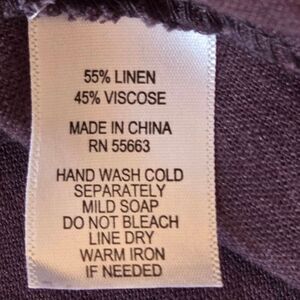 55% LINEN
45% VISCOSE
MADE IN CHINA
RN 55663
HAND WASH COLD
SEPARATELY
MILD SOAP
DO NOT BLEACH
LINE DRY
WARM IRON
IF NEEDED